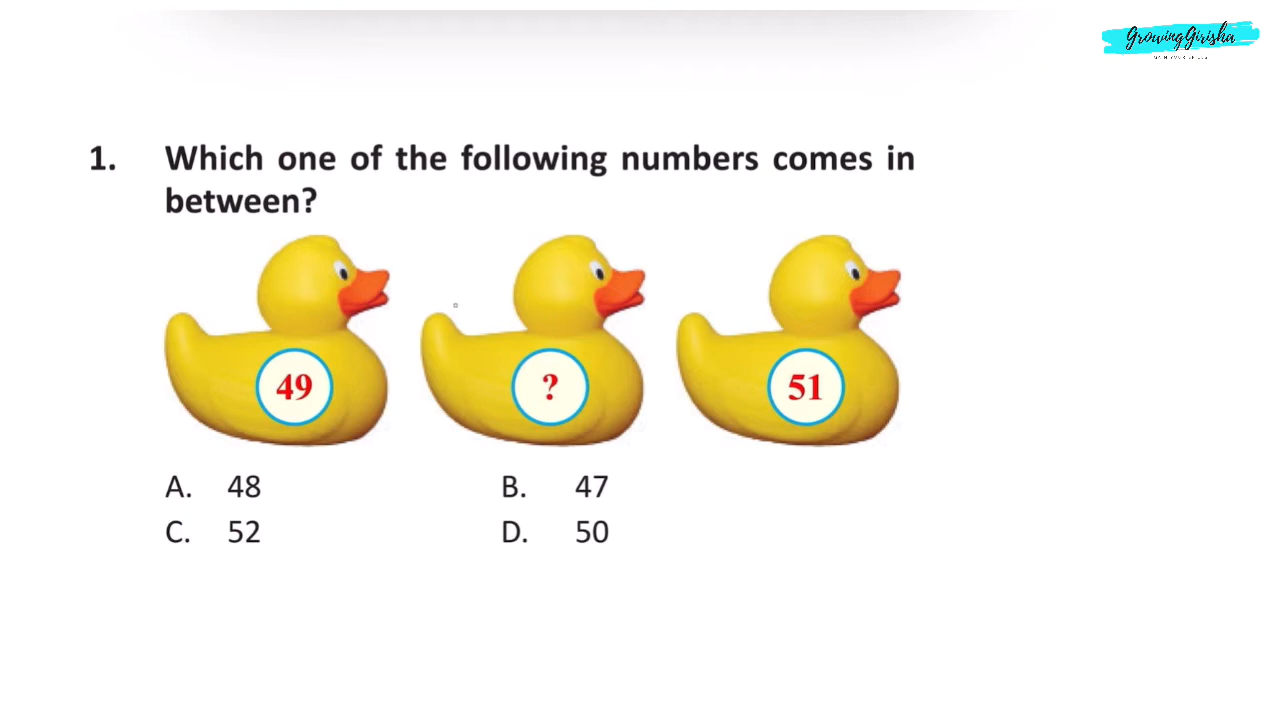 GrowingGirisha
1. Which one of the following numbers comes in
between?
49 ? 51
A. 48 B. 47
C. 52 D. 50